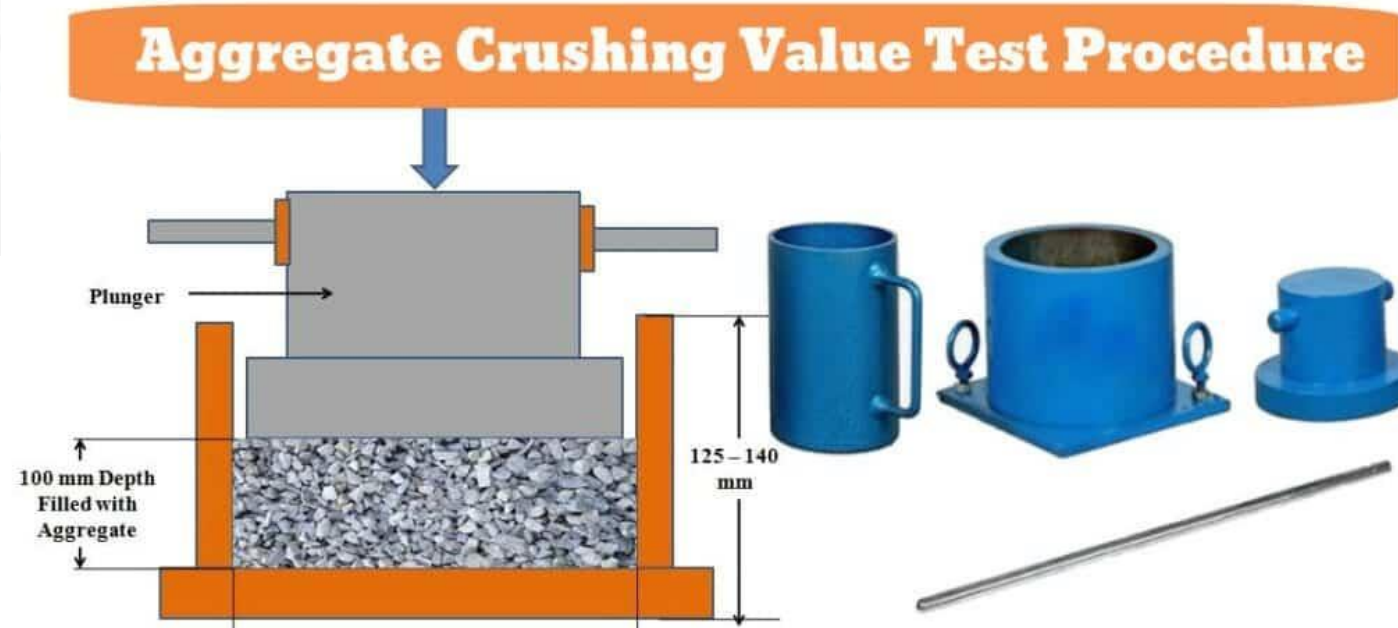 Aggregate Crushing Value Test Procedure
Plunger
100 mm Depth
Filled with
Aggregate
125 – 140
mm